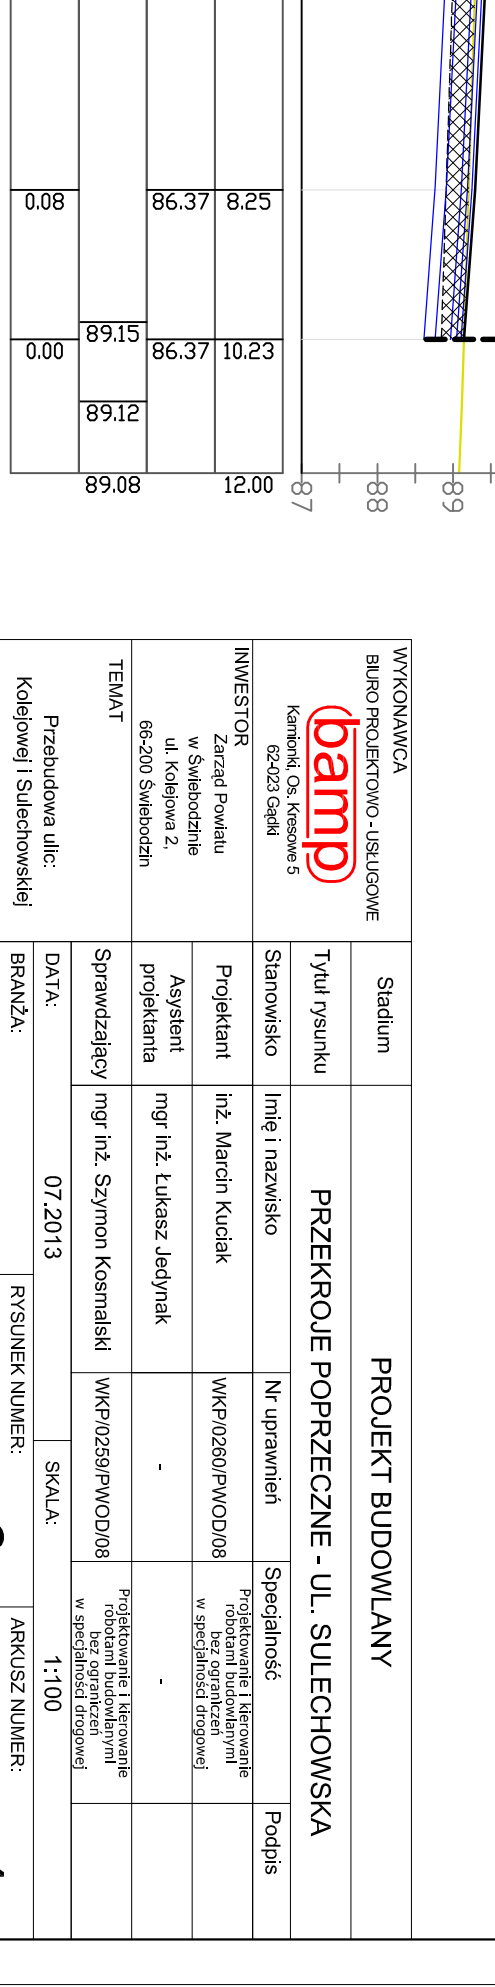 0.08
86.37
8.25
89.15
0.00
86.37
10.23
89.12
89.08
12.00
87
88
89
WYKONAWCA
BIURO PROJEKTOWO - USŁUGOWE
bamp
Kamionki, Os. Kresowe 5
62-023 Gądki
INWESTOR
Zarząd Powiatu
w Świebodzinie
ul. Kolejowa 2,
66-200 Świebodzin
TEMAT
Przebudowa ulic:
Kolejowej i Sulechowskiej
Stadium
PROJEKT BUDOWLANY
Tytuł rysunku
PRZEKROJE POPRZECZNE - UL. SULECHOWSKA
Stanowisko
Imię i nazwisko
Nr uprawnień
Specjalność
Podpis
Projektant
inż. Marcin Kuciak
WKP/0260/PWOD/08
Projektowanie i kierowanie
robotami budowlanymi
bez ograniczeń
w specjalności drogowej
Asystent
projektanta
mgr inż. Łukasz Jedynak
-
-
Sprawdzający
mgr inż. Szymon Kosmalski
WKP/0259/PWOD/08
Projektowanie i kierowanie
robotami budowlanymi
bez ograniczeń
w specjalności drogowej
DATA:
07.2013
SKALA:
1:100
BRANŻA:
RYSUNEK NUMER:
ARKUSZ NUMER: